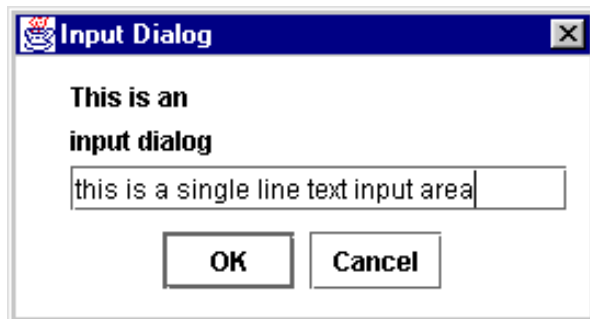 Input Dialog
This is an
input dialog
this is a single line text input area
OK Cancel